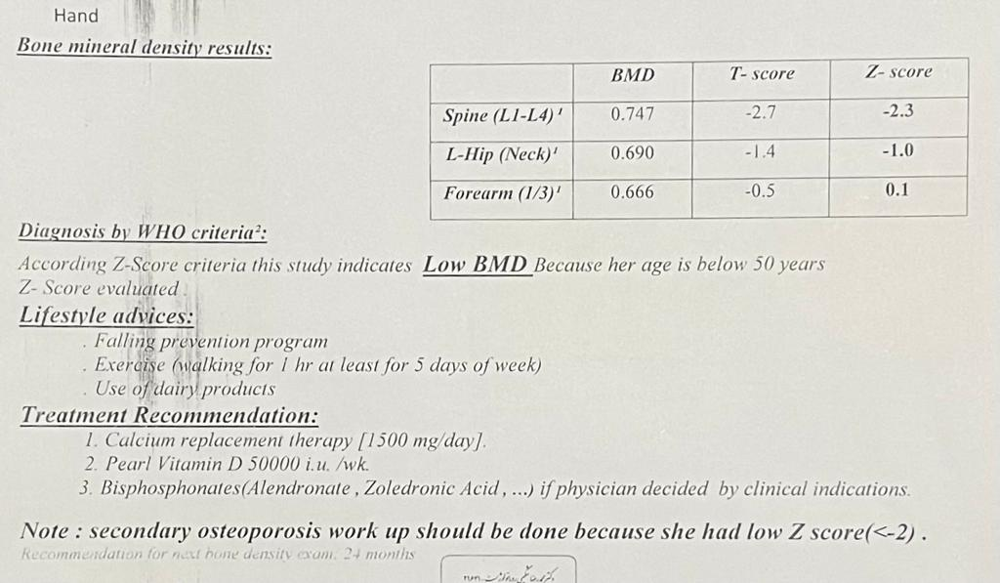 Hand
Bone mineral density results:
BMD T- score Z- score
Spine (L1-L4)¹ 0.747 -2.7 -2.3
L-Hip (Neck)¹ 0.690 -1.4 -1.0
Forearm (1/3)¹ 0.666 -0.5 0.1
Diagnosis by WHO criteria²:
According Z-Score criteria this study indicates Low BMD Because her age is below 50 years
Z- Score evaluated .
Lifestyle advices:
. Falling prevention program
. Exercise (walking for 1 hr at least for 5 days of week)
. Use of dairy products
Treatment Recommendation:
1. Calcium replacement therapy [1500 mg/day].
2. Pearl Vitamin D 50000 i.u. /wk.
3. Bisphosphonates(Alendronate , Zoledronic Acid , ...) if physician decided by clinical indications.
Note : secondary osteoporosis work up should be done because she had low Z score(<-2) .
Recommendation for next bone density exam: 24 months